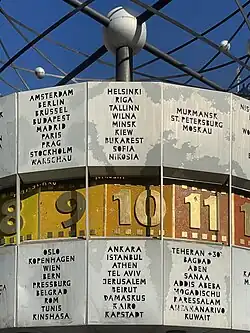 AMSTERDAM
BERLIN
BRÜSSEL
BUDAPEST
MADRID
PARIS
PRAG
STOCKHOLM
WARSCHAU
HELSINKI
RIGA
TALLINN
WILNA
MINSK
KIEW
BUKAREST
SOFIA
NIKOSIA
MURMANSK
ST. PETERSBURG
MOSKAU
8 9 10 11
OSLO
KOPENHAGEN
WIEN
BERN
PRESSBURG
BELGRAD
ROM
TUNIS
KINSHASA
ANKARA
ISTANBUL
ATHEN
TEL AVIV
JERUSALEM
BEIRUT
DAMASKUS
KAIRO
KAPSTADT
TEHERAN +30'
BAGDAD
ADEN
SANAA
ADDIS ABEBA
MOGADISCHU
DARESSALAM
ANTANANARIVO
KUWAIT